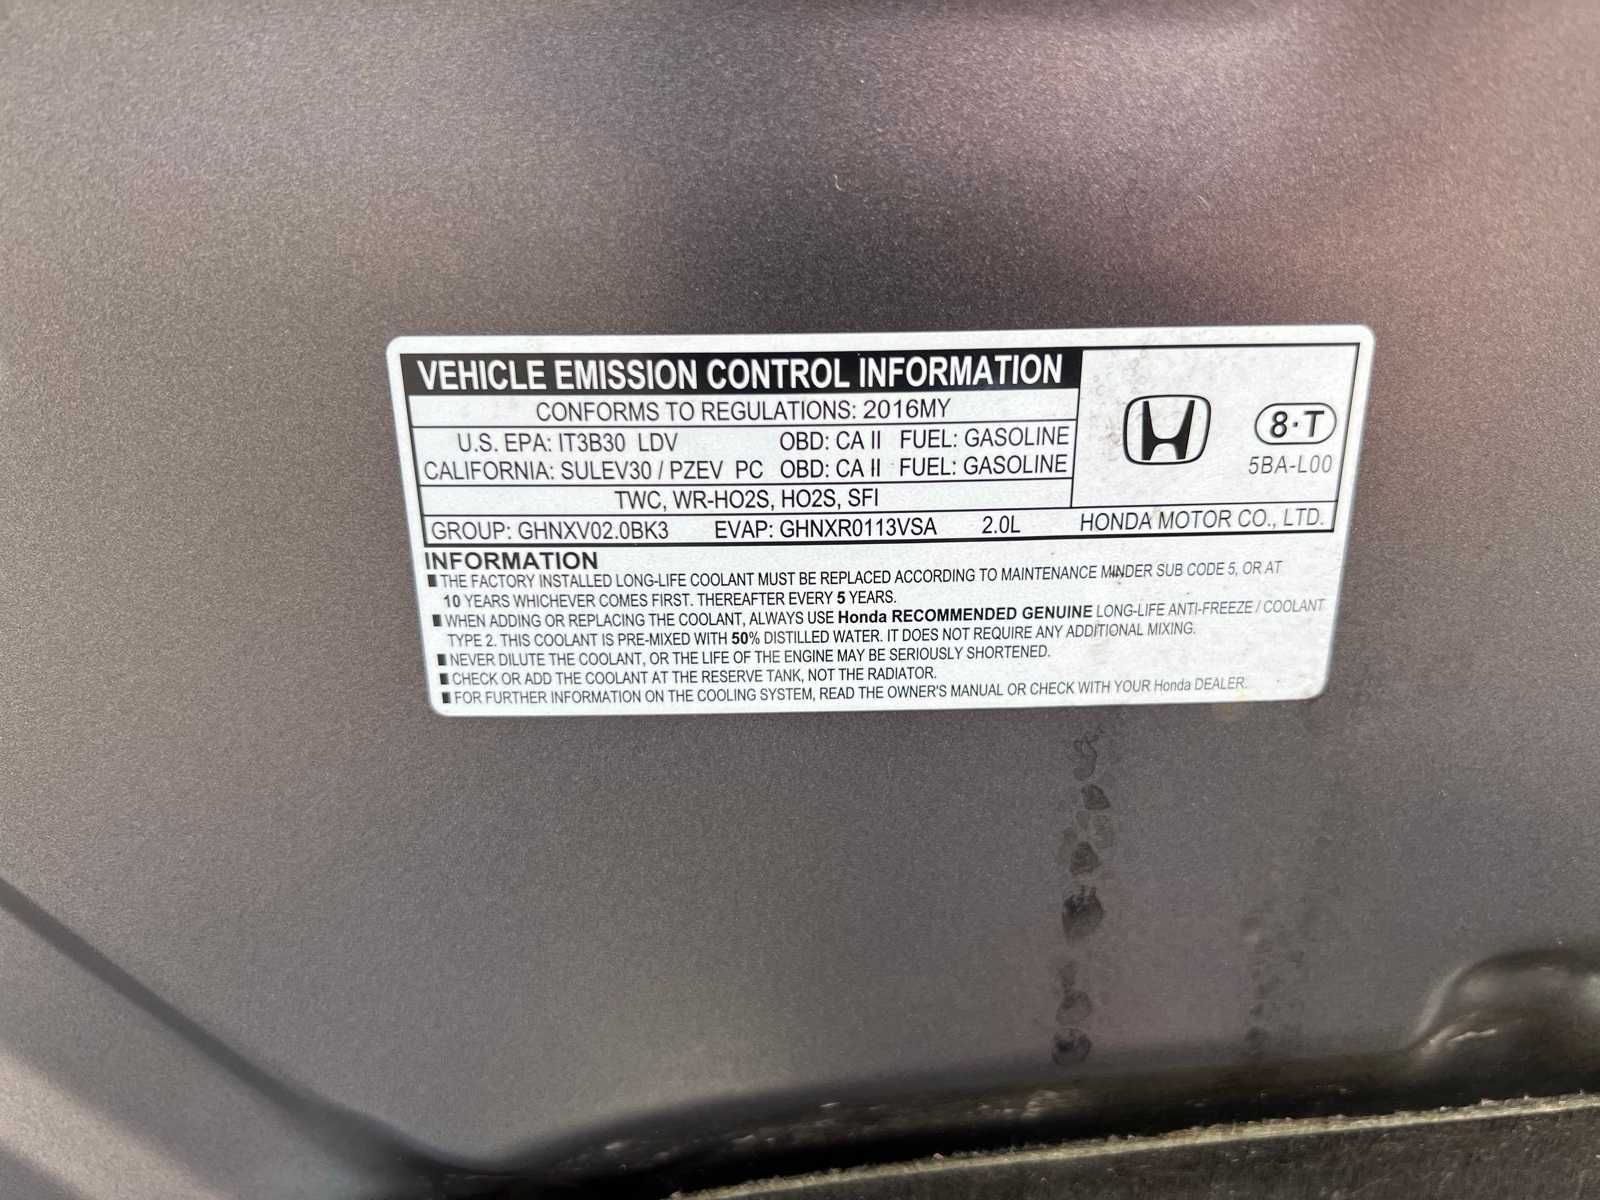 VEHICLE EMISSION CONTROL INFORMATION
CONFORMS TO REGULATIONS: 2016MY
U.S. EPA: IT3B30 LDV OBD: CA II FUEL: GASOLINE
CALIFORNIA: SULEV30 / PZEV PC OBD: CA II FUEL: GASOLINE
TWC, WR-HO2S, HO2S, SFI
GROUP: GHNXV02.0BK3 EVAP: GHNXR0113VSA 2.0L
8·T
5BA-L00
HONDA MOTOR CO., LTD.
INFORMATION
■ THE FACTORY INSTALLED LONG-LIFE COOLANT MUST BE REPLACED ACCORDING TO MAINTENANCE MINDER SUB CODE 5, OR AT
10 YEARS WHICHEVER COMES FIRST. THEREAFTER EVERY 5 YEARS.
■ WHEN ADDING OR REPLACING THE COOLANT, ALWAYS USE Honda RECOMMENDED GENUINE LONG-LIFE ANTI-FREEZE / COOLANT
TYPE 2. THIS COOLANT IS PRE-MIXED WITH 50% DISTILLED WATER. IT DOES NOT REQUIRE ANY ADDITIONAL MIXING.
■ NEVER DILUTE THE COOLANT, OR THE LIFE OF THE ENGINE MAY BE SERIOUSLY SHORTENED.
■ CHECK OR ADD THE COOLANT AT THE RESERVE TANK, NOT THE RADIATOR.
■ FOR FURTHER INFORMATION ON THE COOLING SYSTEM, READ THE OWNER'S MANUAL OR CHECK WITH YOUR Honda DEALER.